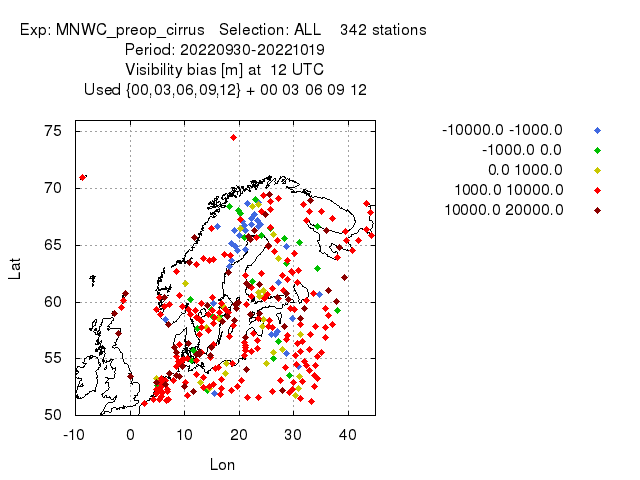 Exp: MNWC_preop_cirrus   Selection: ALL    342 stations
Period: 20220930-20221019
Visibility bias [m] at  12 UTC
Used {00,03,06,09,12} + 00 03 06 09 12
-10000.0 -1000.0
-1000.0 0.0
0.0 1000.0
1000.0 10000.0
10000.0 20000.0
75
70
65
60
55
50
Lat
-10 0 10 20 30 40
Lon